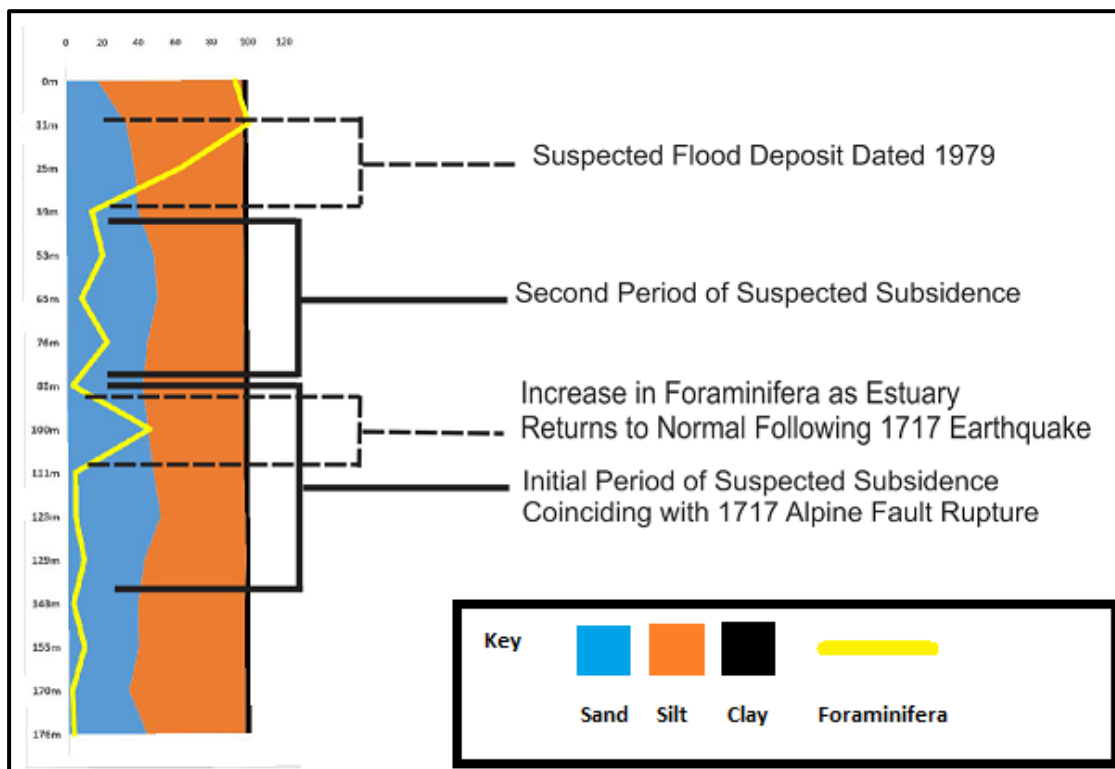 0 20 40 60 80 100 120
0m
11m
25m
39m
53m
65m
76m
88m
100m
111m
123m
129m
143m
155m
170m
176m
Suspected Flood Deposit Dated 1979
Second Period of Suspected Subsidence
Increase in Foraminifera as Estuary
Returns to Normal Following 1717 Earthquake
Initial Period of Suspected Subsidence
Coinciding with 1717 Alpine Fault Rupture
Key
Sand Silt Clay Foraminifera